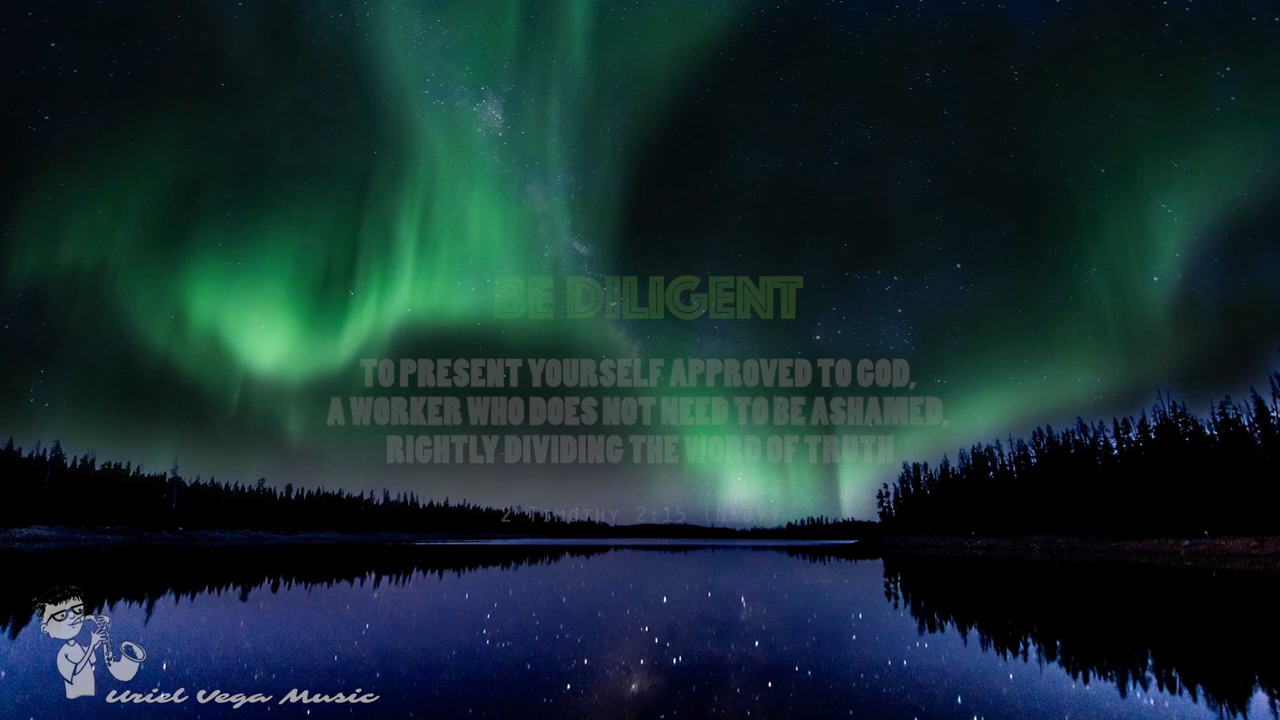 BE DILIGENT
TO PRESENT YOURSELF APPROVED TO GOD,
A WORKER WHO DOES NOT NEED TO BE ASHAMED,
RIGHTLY DIVIDING THE WORD OF TRUTH
2 TIMOTHY 2:15 (NKJV)
Uriel Vega Music